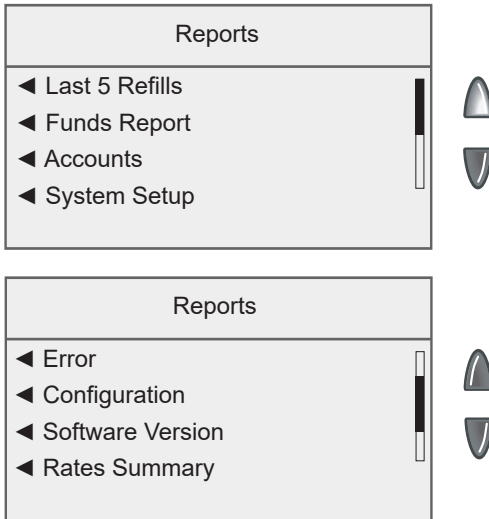 Reports
◄ Last 5 Refills
◄ Funds Report
◄ Accounts
◄ System Setup
Reports
◄ Error
◄ Configuration
◄ Software Version
◄ Rates Summary